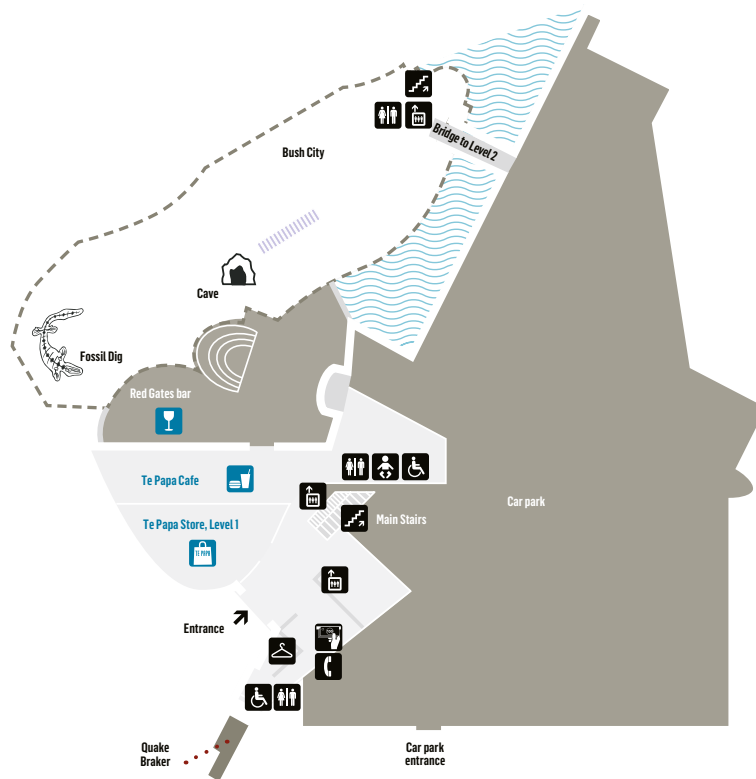 Bridge to Level 2
Bush City
Cave
Fossil Dig
Red Gates bar
Te Papa Cafe
Te Papa Store, Level 1
TE PAPA
Main Stairs
Car park
Entrance
Quake
Braker
Car park
entrance